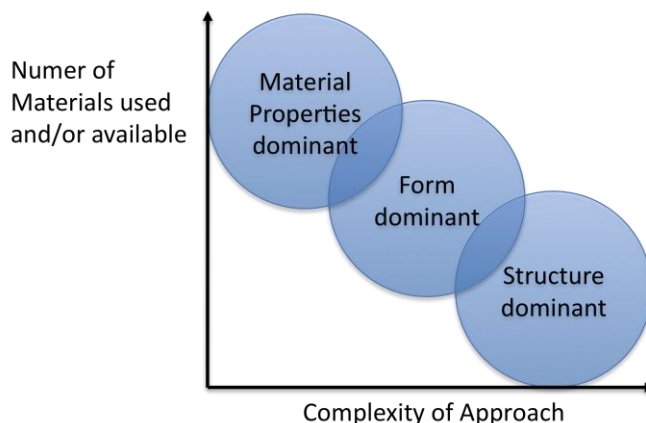 Numer of
Materials used
and/or available
Material
Properties
dominant
Form
dominant
Structure
dominant
Complexity of Approach